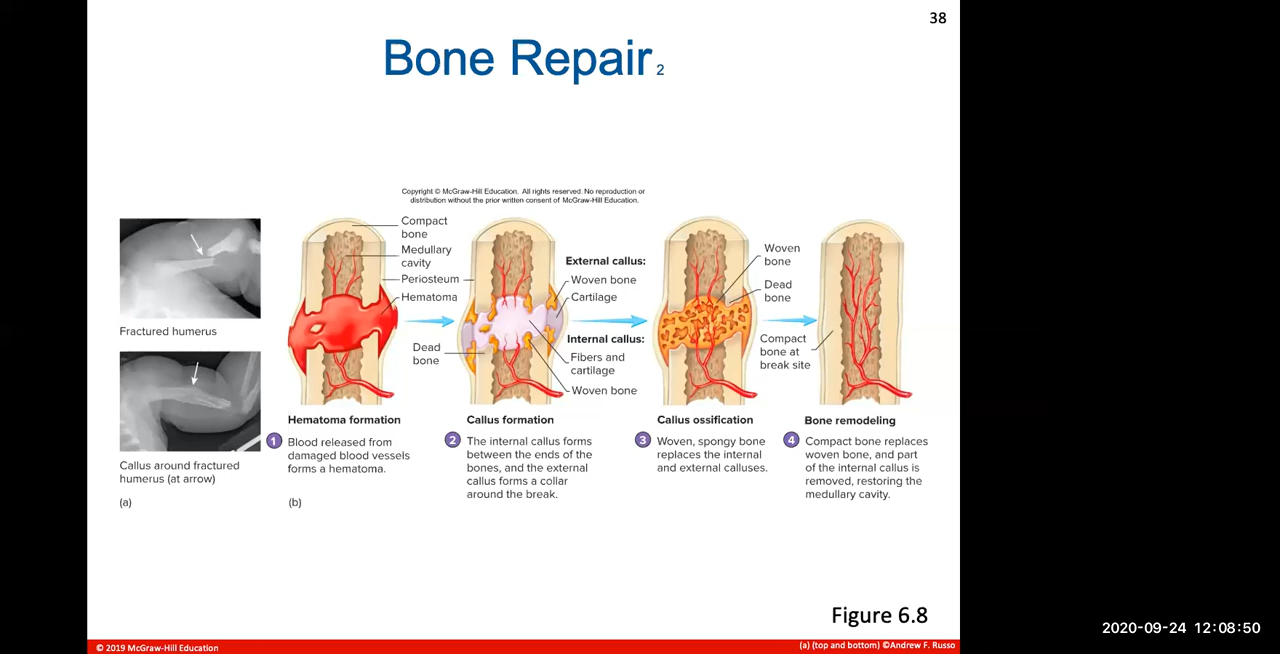 38
Bone Repair 2
Copyright © McGraw-Hill Education. All rights reserved. No reproduction or
distribution without the prior written consent of McGraw-Hill Education.
Fractured humerus
Callus around fractured
humerus (at arrow)
(a)
Compact
bone
Medullary
cavity
Periosteum
Hematoma
Dead
bone
External callus:
Woven bone
Cartilage
Internal callus:
Fibers and
cartilage
Woven bone
Woven
bone
Dead
bone
Compact
bone at
break site
Hematoma formation
1 Blood released from
damaged blood vessels
forms a hematoma.
(b)
Callus formation
2 The internal callus forms
between the ends of the
bones, and the external
callus forms a collar
around the break.
Callus ossification
3 Woven, spongy bone
replaces the internal
and external calluses.
Bone remodeling
4 Compact bone replaces
woven bone, and part
of the internal callus is
removed, restoring the
medullary cavity.
Figure 6.8
2020-09-24 12:08:50
© 2019 McGraw-Hill Education
(a) (top and bottom) ©Andrew F. Russo